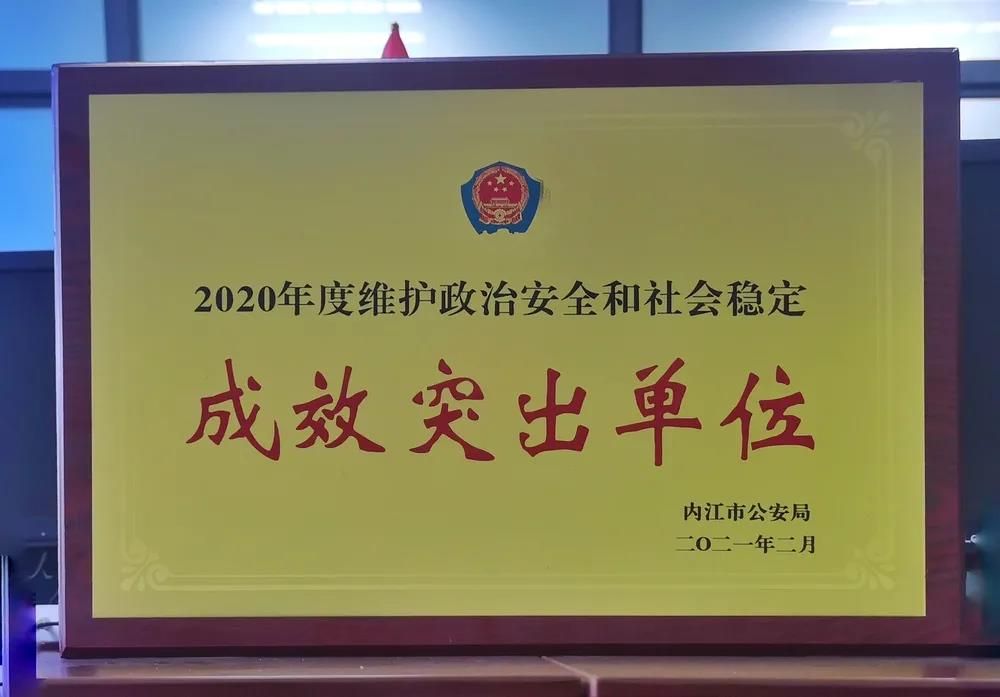 2020年度维护政治安全和社会稳定
成效突出单位
内江市公安局
二〇二一年二月